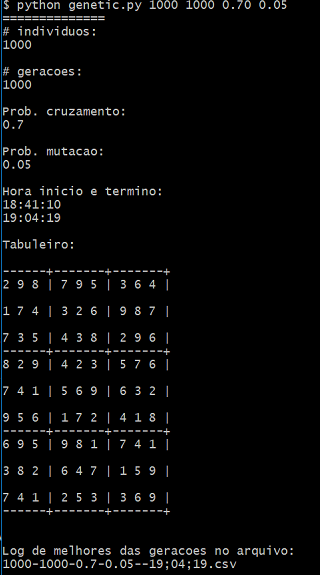 $ python genetic.py 1000 1000 0.70 0.05
==============
# individuos:
1000
# geracoes:
1000
Prob. cruzamento:
0.7
Prob. mutacao:
0.05
Hora inicio e termino:
18:41:10
19:04:19
Tabuleiro:
------+-------+-------+
2 9 8 | 7 9 5 | 3 6 4 |
1 7 4 | 3 2 6 | 9 8 7 |
7 3 5 | 4 3 8 | 2 9 6 |
------+-------+-------+
8 2 9 | 4 2 3 | 5 7 6 |
7 4 1 | 5 6 9 | 6 3 2 |
9 5 6 | 1 7 2 | 4 1 8 |
------+-------+-------+
6 9 5 | 9 8 1 | 7 4 1 |
3 8 2 | 6 4 7 | 1 5 9 |
7 4 1 | 2 5 3 | 3 6 9 |
------+-------+-------+
Log de melhores das geracoes no arquivo:
1000-1000-0.7-0.05--19;04;19.csv